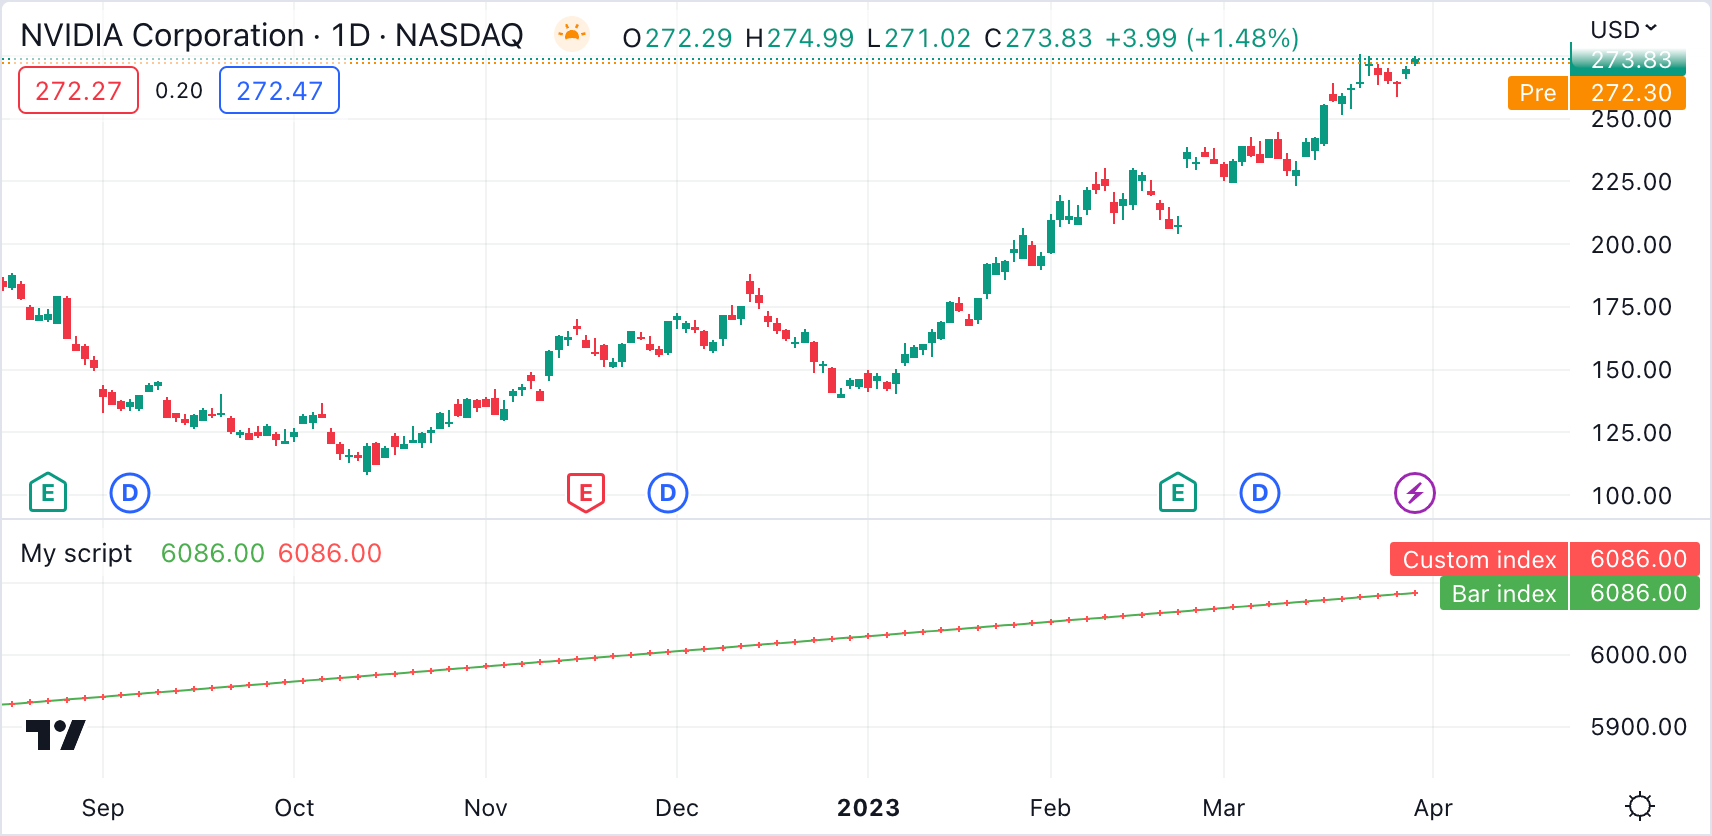 NVIDIA Corporation · 1D · NASDAQ O272.29 H274.99 L271.02 C273.83 +3.99 (+1.48%) USD
273.83
272.27 0.20 272.47
Pre 272.30
250.00
225.00
200.00
175.00
150.00
125.00
E D E D E D
100.00
My script 6086.00 6086.00
Custom index 6086.00
Bar index 6086.00
6000.00
5900.00
TV
Sep Oct Nov Dec 2023 Feb Mar Apr